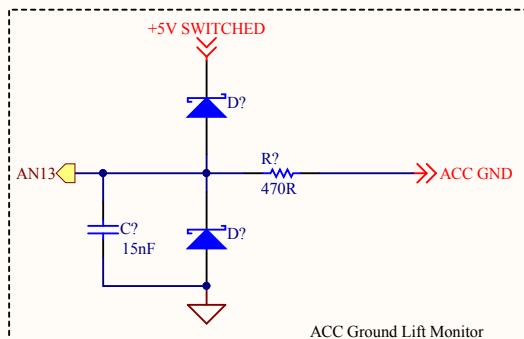 +5V SWITCHED
D?
R?
AN13
ACC GND
470R
C?
D?
15nF
ACC Ground Lift Monitor